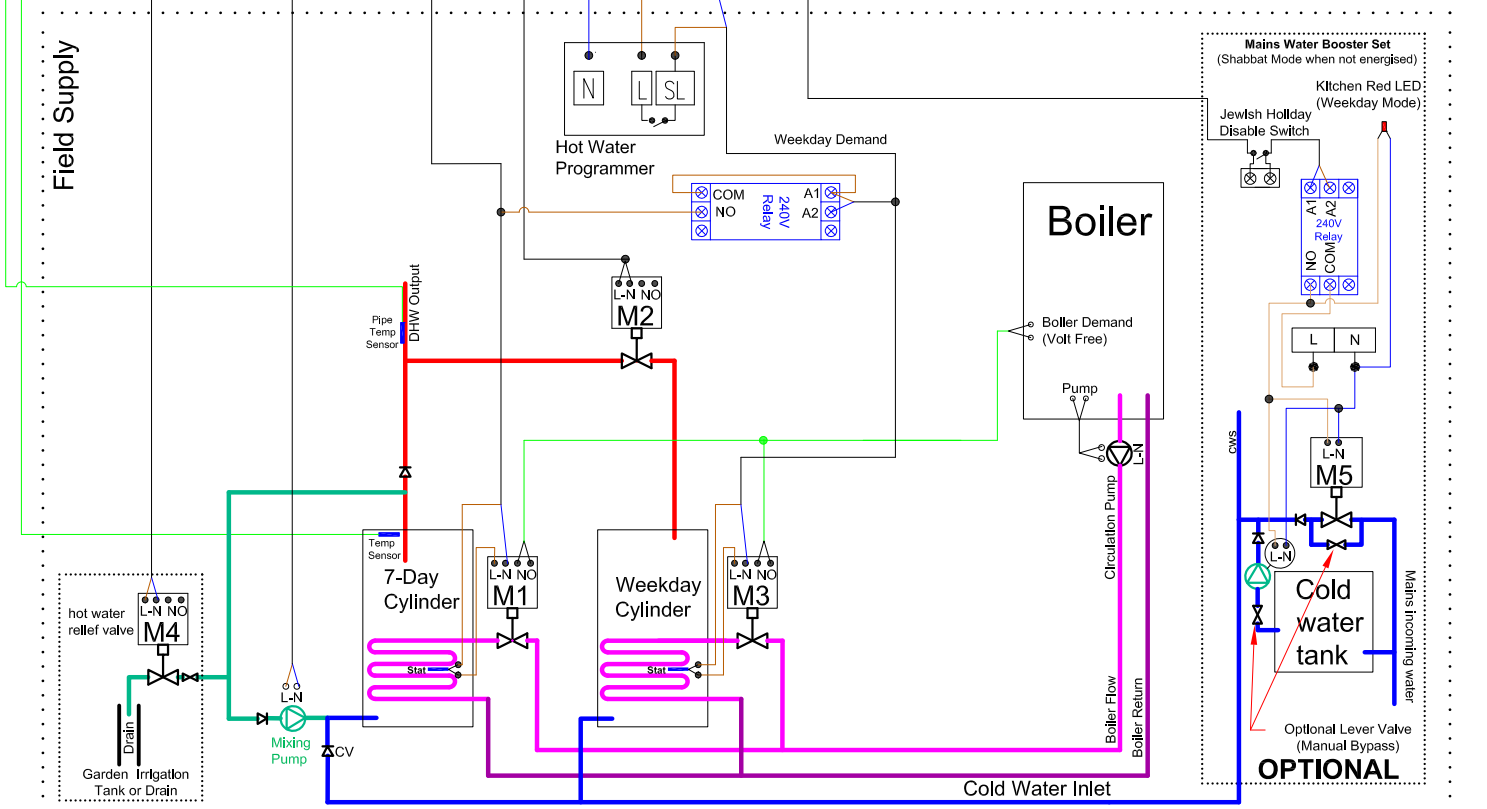 Field Supply
N
L
SL
Hot Water
Programmer
Weekday Demand
COM
NO
240V
Relay
A1
A2
Boiler
Boiler Demand
(Volt Free)
Pump
L-N
Circulation Pump
Boiler Flow
Boiler Return
Mains Water Booster Set
(Shabbat Mode when not energised)
Kitchen Red LED
(Weekday Mode)
Jewish Holiday
Disable Switch
A1
A2
240V
Relay
NO
COM
L
N
cws
L-N
M5
L-N
Cold
water
tank
Mains incoming water
Optional Lever Valve
(Manual Bypass)
OPTIONAL
DHW Output
Pipe
Temp
Sensor
L-N NO
M2
Temp
Sensor
7-Day
Cylinder
Stat
L-N NO
M1
Weekday
Cylinder
Stat
L-N NO
M3
hot water
relief valve
L-N NO
M4
Drain
Garden Irrigation
Tank or Drain
L-N
Mixing
Pump
CV
Cold Water Inlet